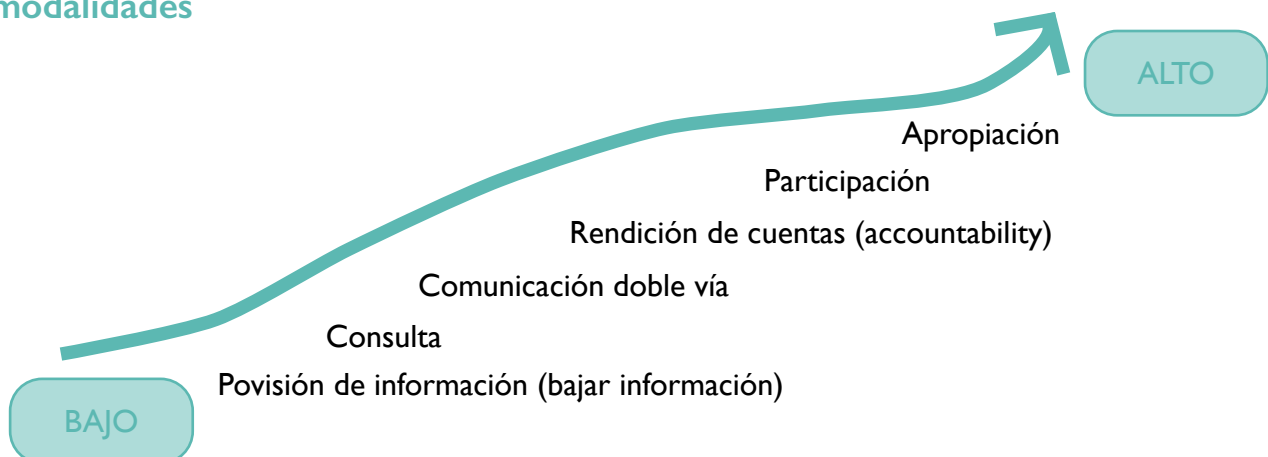 modalidades
ALTO
Apropiación
Participación
Rendición de cuentas (accountability)
Comunicación doble vía
Consulta
Povisión de información (bajar información)
BAJO